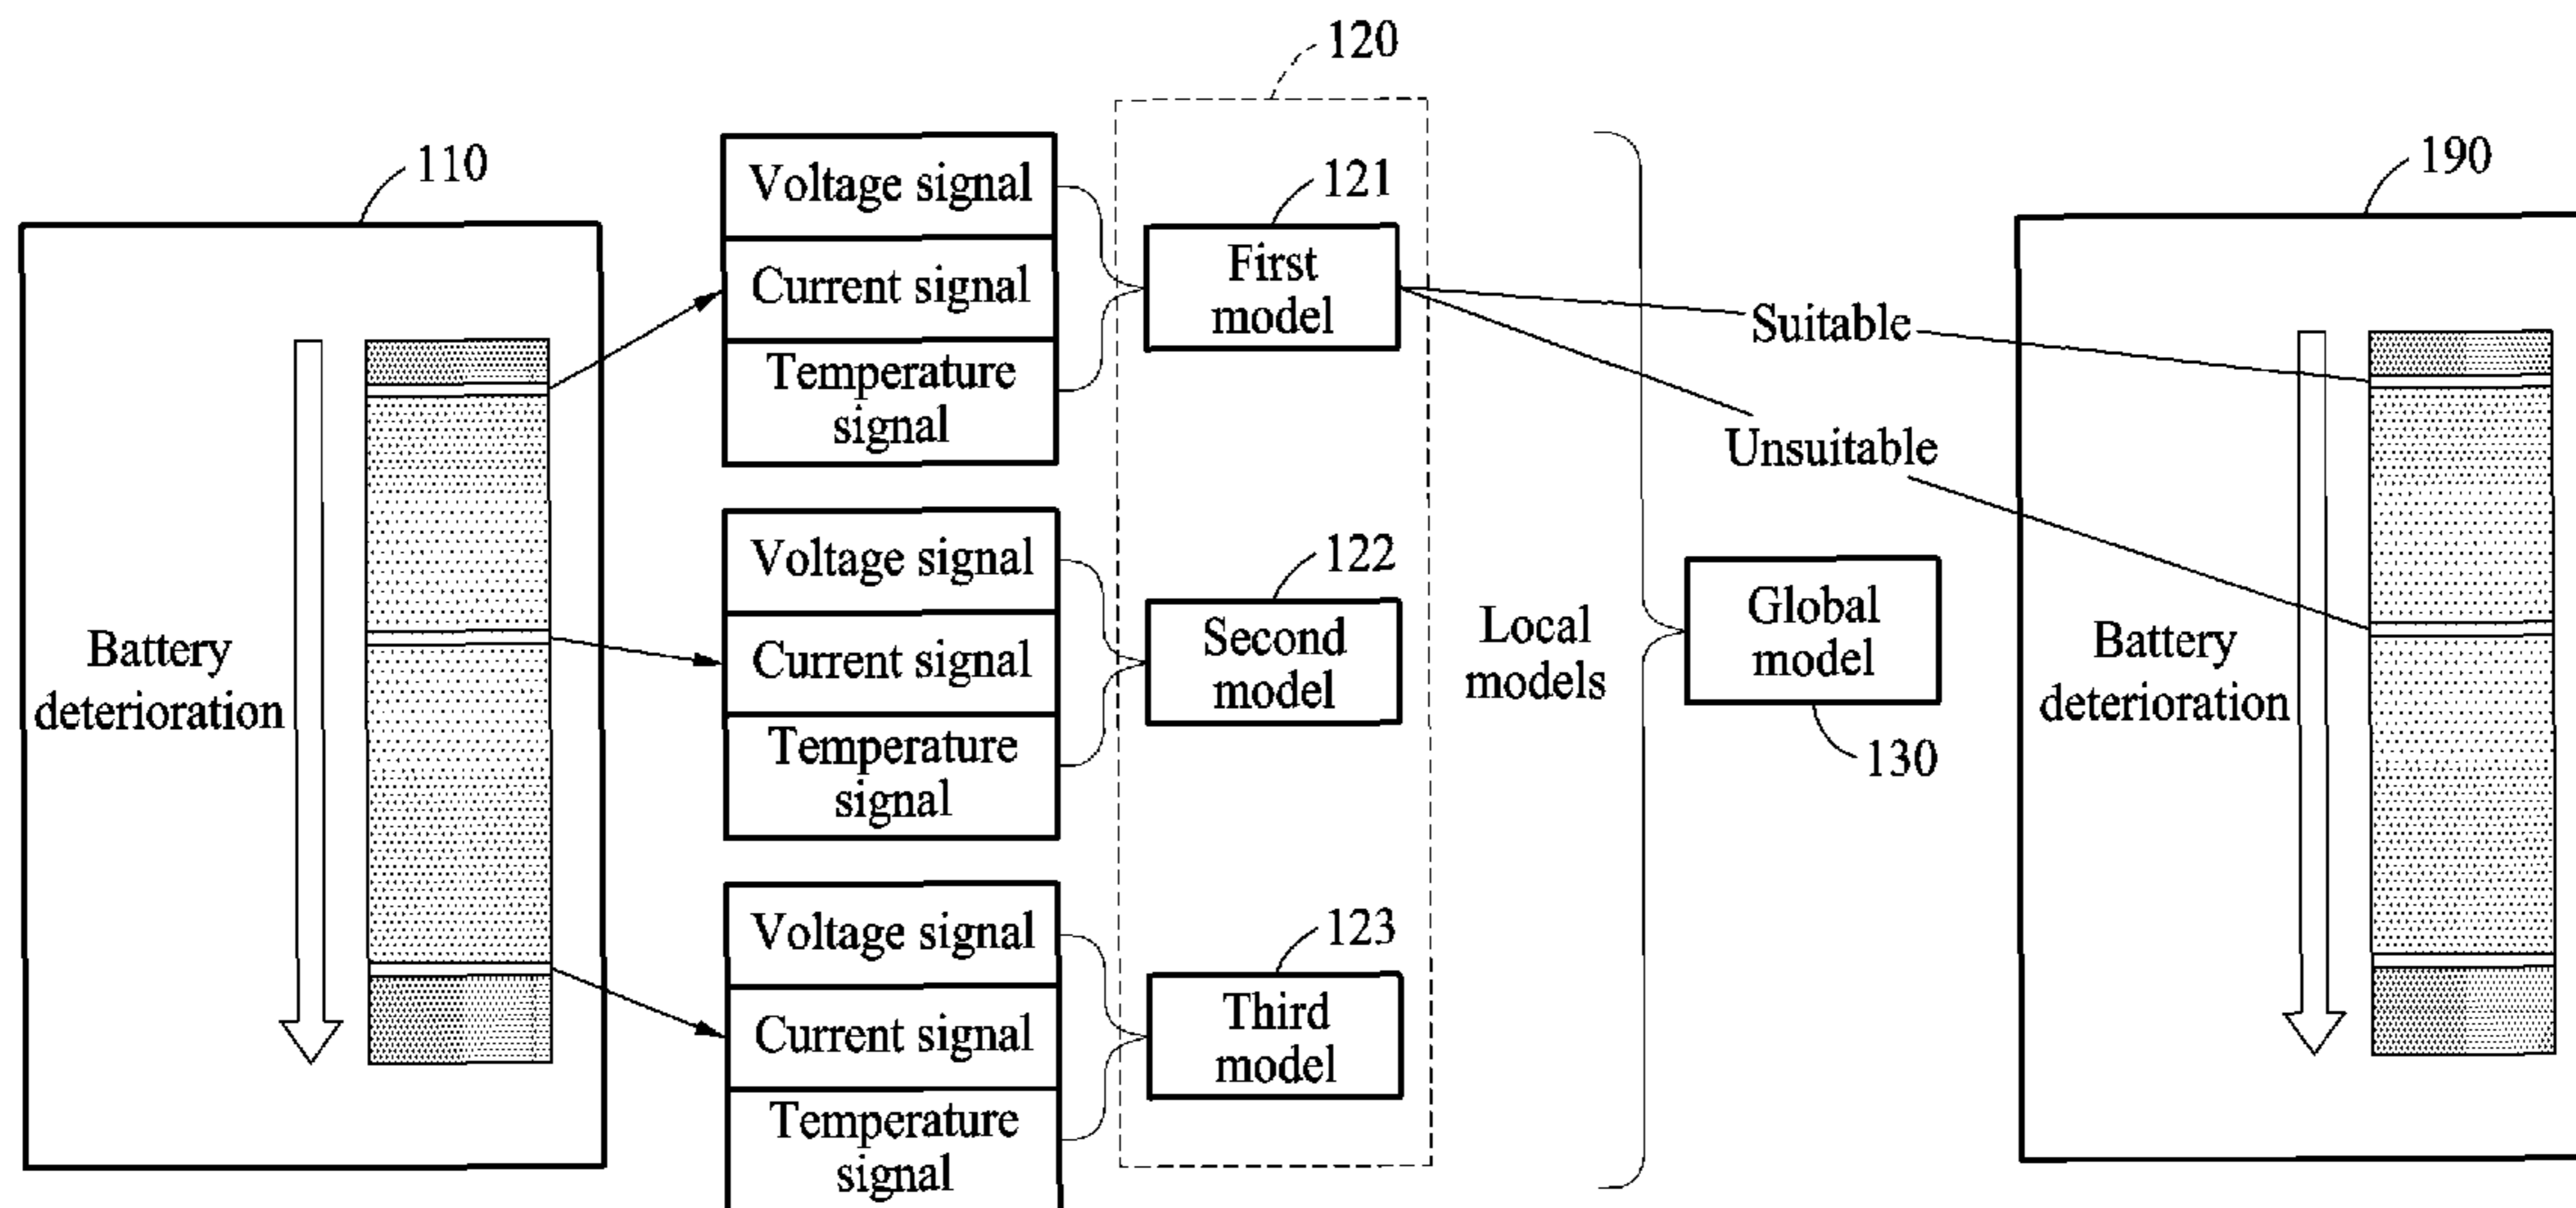 120
110
190
Voltage signal
Current signal
Temperature
signal
121
First
model
Suitable
Unsuitable
Battery
deterioration
Voltage signal
Current signal
Temperature
signal
122
Second
model
Local
models
Global
model
130
Battery
deterioration
Voltage signal
Current signal
Temperature
signal
123
Third
model